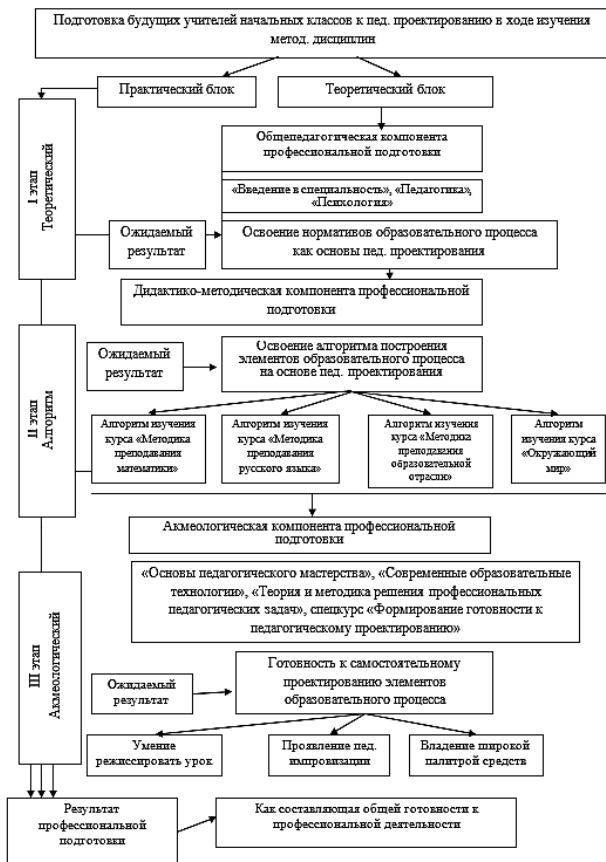 Подготовка будущих учителей начальных классов к пед. проектированию в ходе изучения
метод. дисциплин
Практический блок
Теоретический блок
I этап
Теоретический
Общепедагогическая компонента
профессиональной подготовки
«Введение в специальность», «Педагогика»,
«Психология»
Ожидаемый
результат
Освоение нормативов образовательного процесса
как основы пед. проектирования
Дидактико-методическая компонента профессиональной
подготовки
II этап
Алгоритм
Ожидаемый
результат
Освоение алгоритма построения
элементов образовательного процесса
на основе пед. проектирования
Алгоритм изучения
курса «Методика
преподавания
математики»
Алгоритм изучения
курса «Методика
преподавания
русского языка»
Алгоритм изучения
курса «Методика
преподавания
образовательной
отрасли»
Алгоритм
изучения курса
«Окружающий
мир»
Акмеологическая компонента профессиональной
подготовки
«Основы педагогического мастерства», «Современные образовательные
технологии», «Теория и методика решения профессиональных
педагогических задач», спецкурс «Формирование готовности к
педагогическому проектированию»
III этап
Акмеологический
Ожидаемый
результат
Готовность к самостоятельному
проектированию элементов
образовательного процесса
Умение
режиссировать урок
Проявление пед.
импровизации
Владение широкой
палитрой средств
Результат
профессиональной
подготовки
Как составляющая общей готовности к
профессиональной деятельности